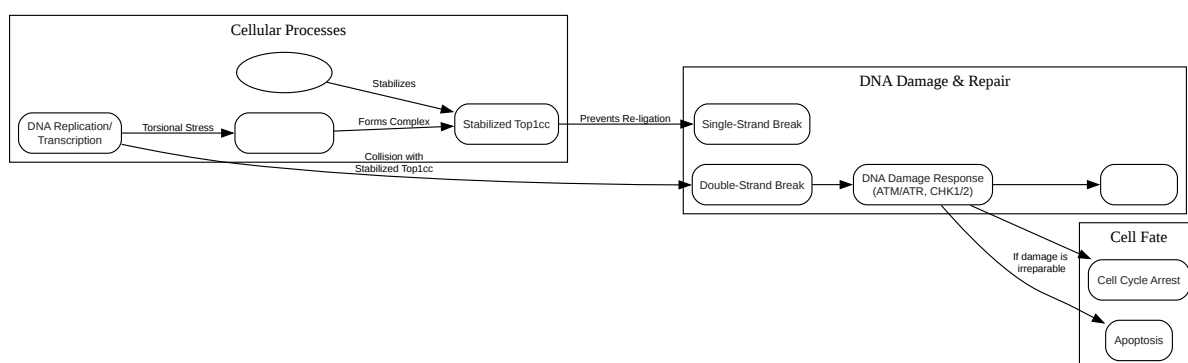 Cellular Processes
Stabilizes
DNA Replication/
Transcription
Torsional Stress
Forms Complex
Stabilized Top1cc
Collision with
Stabilized Top1cc
Prevents Re-ligation
DNA Damage & Repair
Single-Strand Break
Double-Strand Break
DNA Damage Response
(ATM/ATR, CHK1/2)
If damage is
irreparable
Cell Fate
Cell Cycle Arrest
Apoptosis